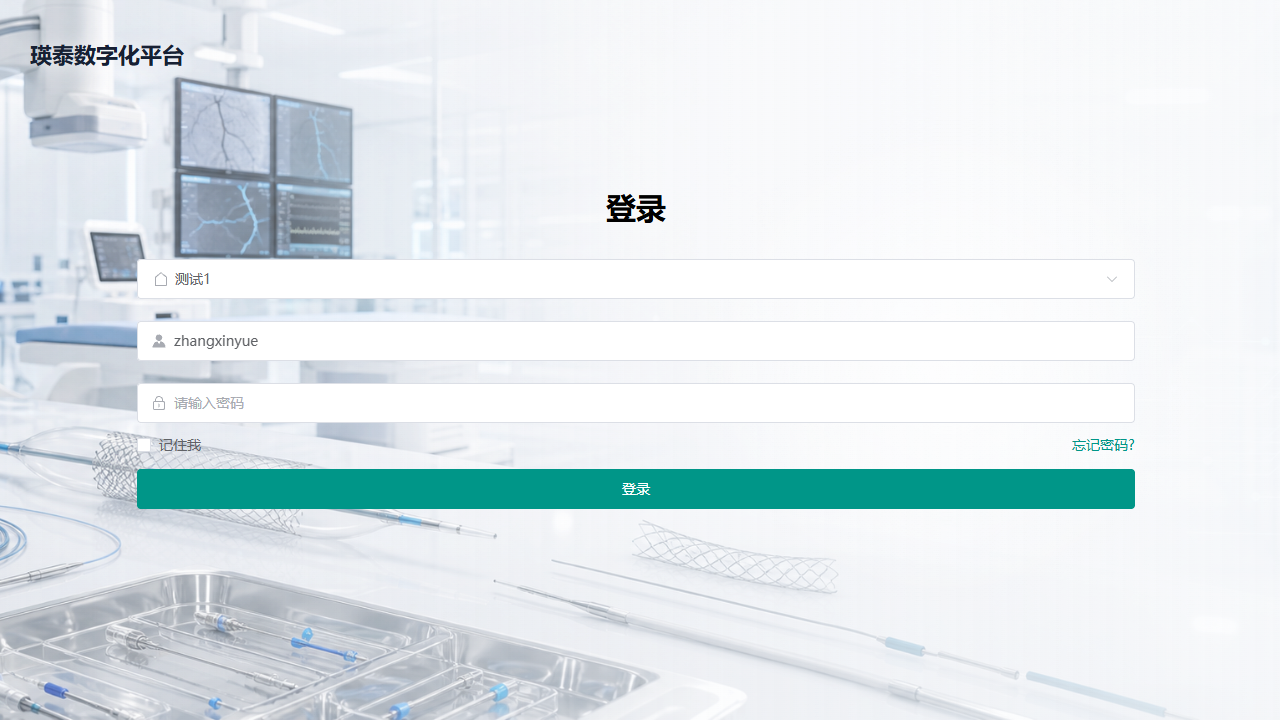 瑛泰数字化平台
登录
测试1
zhangxinyue
请输入密码
记住我
忘记密码?
登录